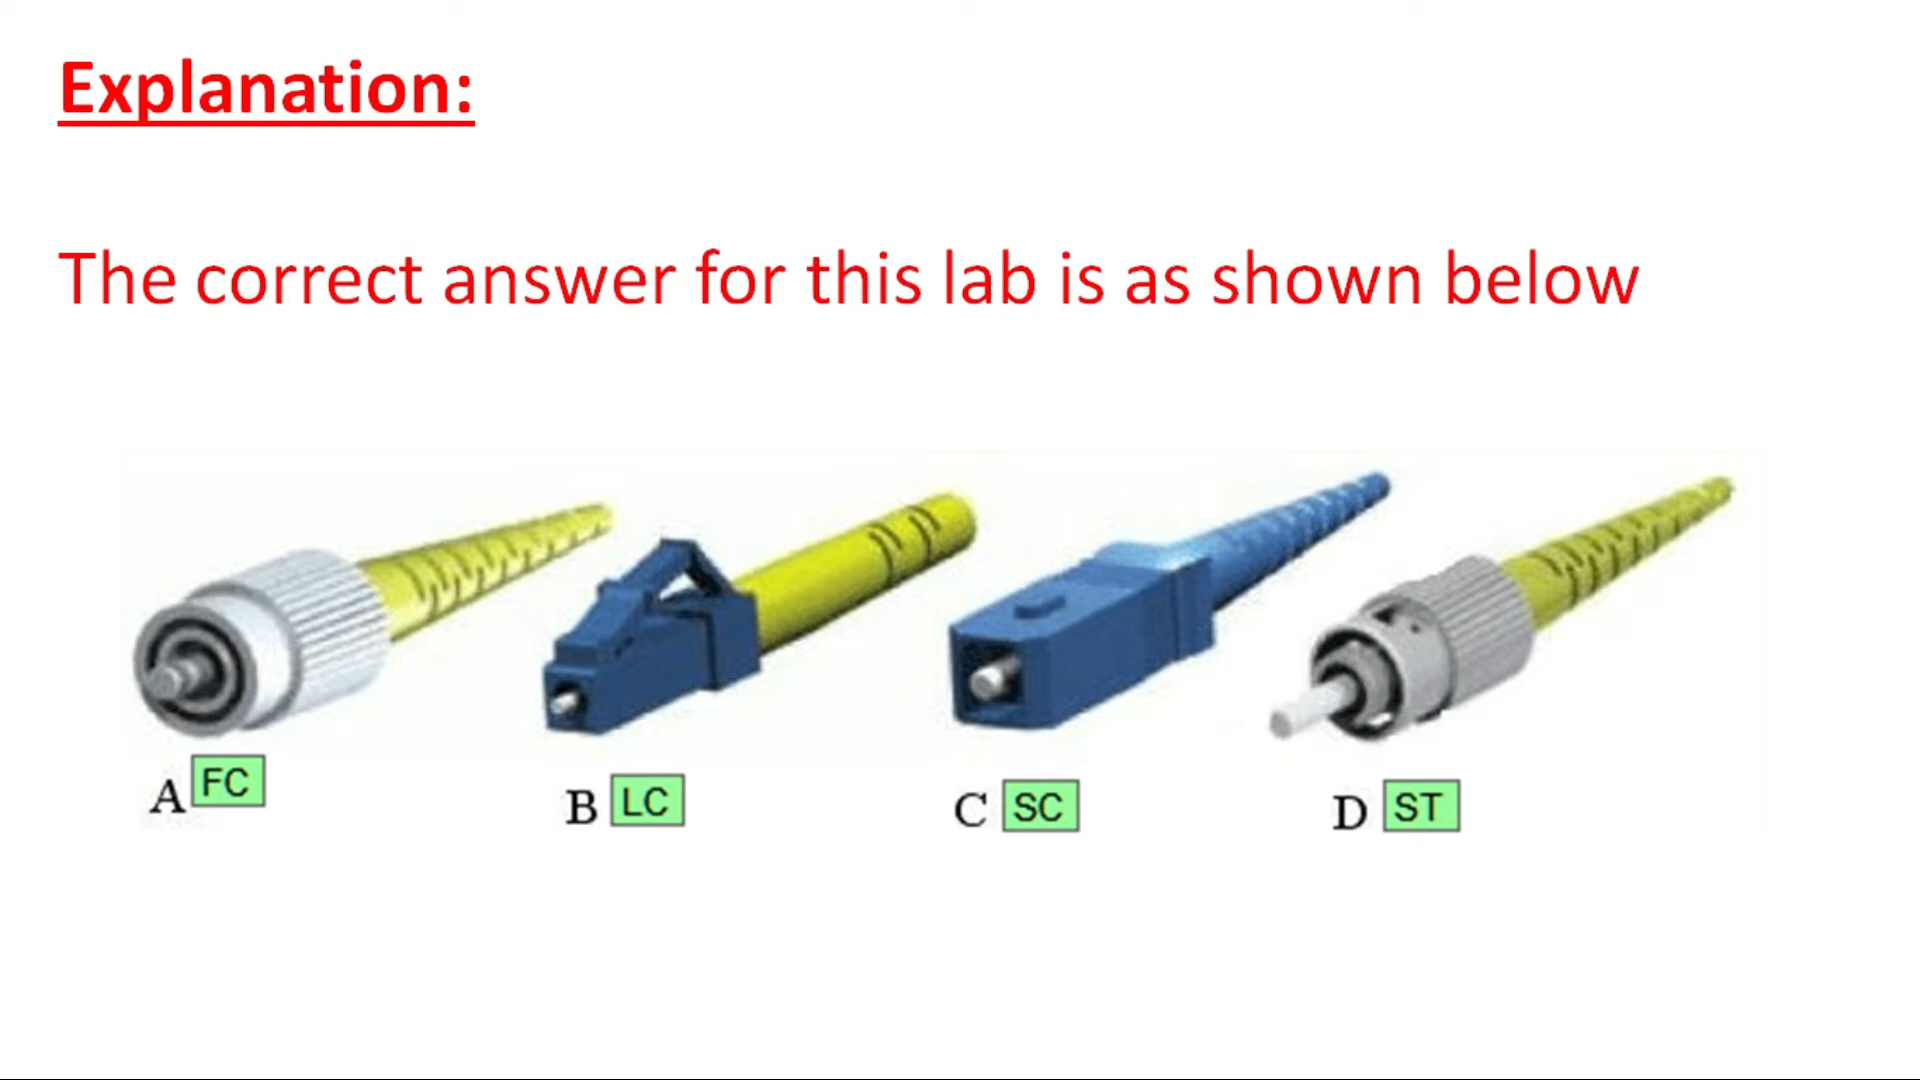 Explanation:
The correct answer for this lab is as shown below
A FC B LC C SC D ST